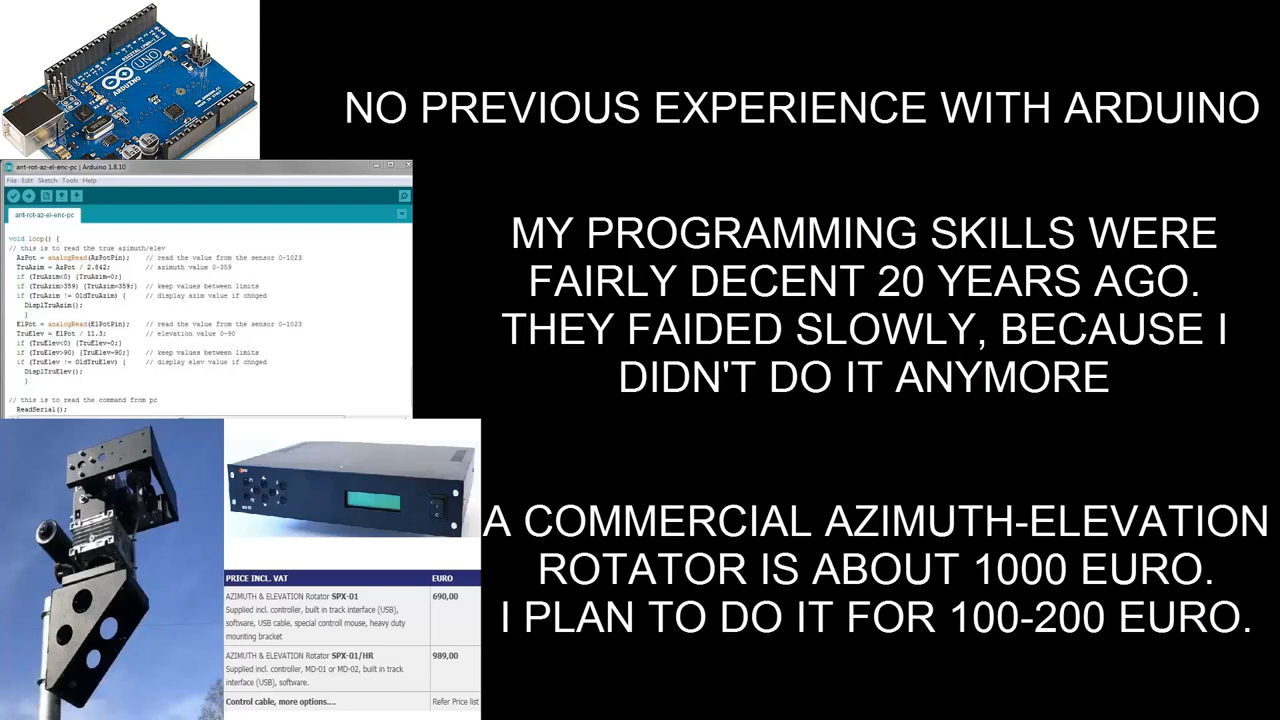 ARDUINO
UNO
NO PREVIOUS EXPERIENCE WITH ARDUINO
ant-rot-az-el-enc-pc | Arduino 1.8.10
File Edit Sketch Tools Help
ant-rot-az-el-enc-pc
void loop() {
// this is to read the true azimuth/elev
AzPot = analogRead(AzPotPin); // read the value from the sensor 0-1023
TruAzim = AzPot / 2.842; // azimuth value 0-359
if (TruAzim<0) {TruAzim=0;}
if (TruAzim>359) {TruAzim=359;} // keep values between limits
if (TruAzim != OldTruAzim) { // display azim value if chnged
DisplTruAzim();
}
ElPot = analogRead(ElPotPin); // read the value from the sensor 0-1023
TruElev = ElPot / 11.3; // elevation value 0-90
if (TruElev<0) {TruElev=0;}
if (TruElev>90) {TruElev=90;} // keep values between limits
if (TruElev != OldTruElev) { // display elev value if chnged
DisplTruElev();
}
// this is to read the command from pc
ReadSerial();
MY PROGRAMMING SKILLS WERE
FAIRLY DECENT 20 YEARS AGO.
THEY FAIDED SLOWLY, BECAUSE I
DIDN'T DO IT ANYMORE
A COMMERCIAL AZIMUTH-ELEVATION
ROTATOR IS ABOUT 1000 EURO.
I PLAN TO DO IT FOR 100-200 EURO.
PRICE INCL. VAT EURO
AZIMUTH & ELEVATION Rotator SPX-01 690,00
Supplied incl. controller, built in track interface (USB),
software, USB cable, special controll mouse, heavy duty
mounting bracket
AZIMUTH & ELEVATION Rotator SPX-01/HR 989,00
Supplied incl. controller, MD-01 or MD-02, built in track
interface (USB), software.
Control cable, more options.... Refer Price list